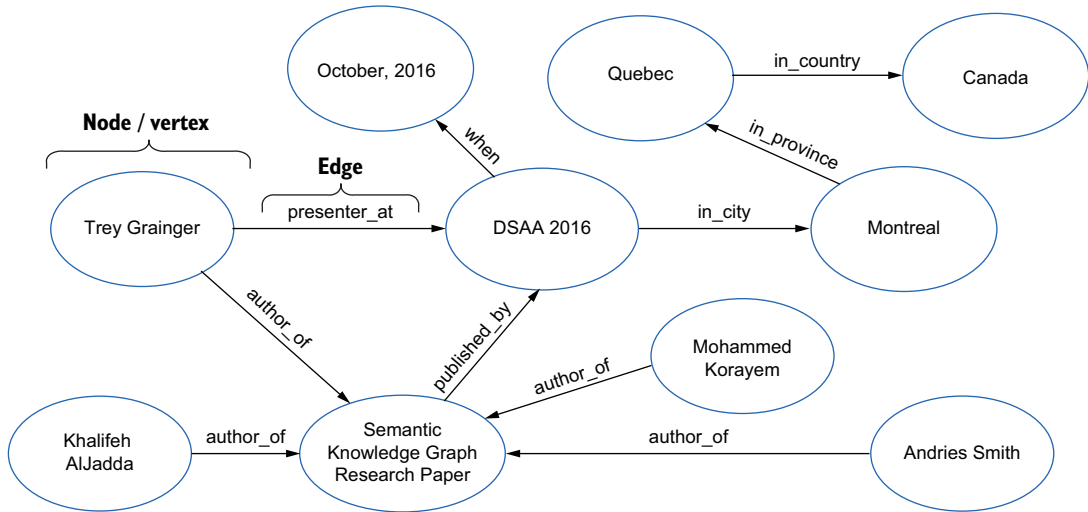 October, 2016
Quebec
in_country
Canada
Node / vertex
when
in_province
Edge
Trey Grainger
presenter_at
DSAA 2016
in_city
Montreal
author_of
published_by
Mohammed
Korayem
author_of
Khalifeh
AlJadda
author_of
Semantic
Knowledge Graph
Research Paper
author_of
Andries Smith